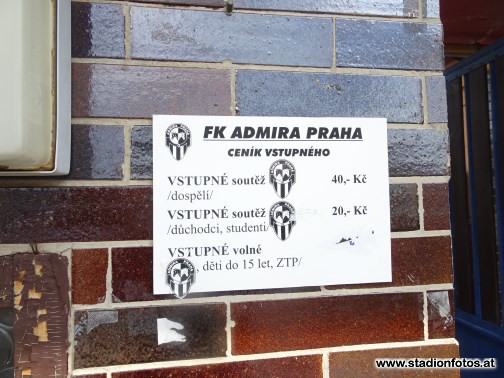 FK ADMIRA PRAHA
CENÍK VSTUPNÉHO
VSTUPNÉ soutěž 40,- Kč
/dospělí/
VSTUPNÉ soutěž 20,- Kč
/důchodci, studenti/
VSTUPNÉ volné
, děti do 15 let, ZTP/
www.stadionfotos.at